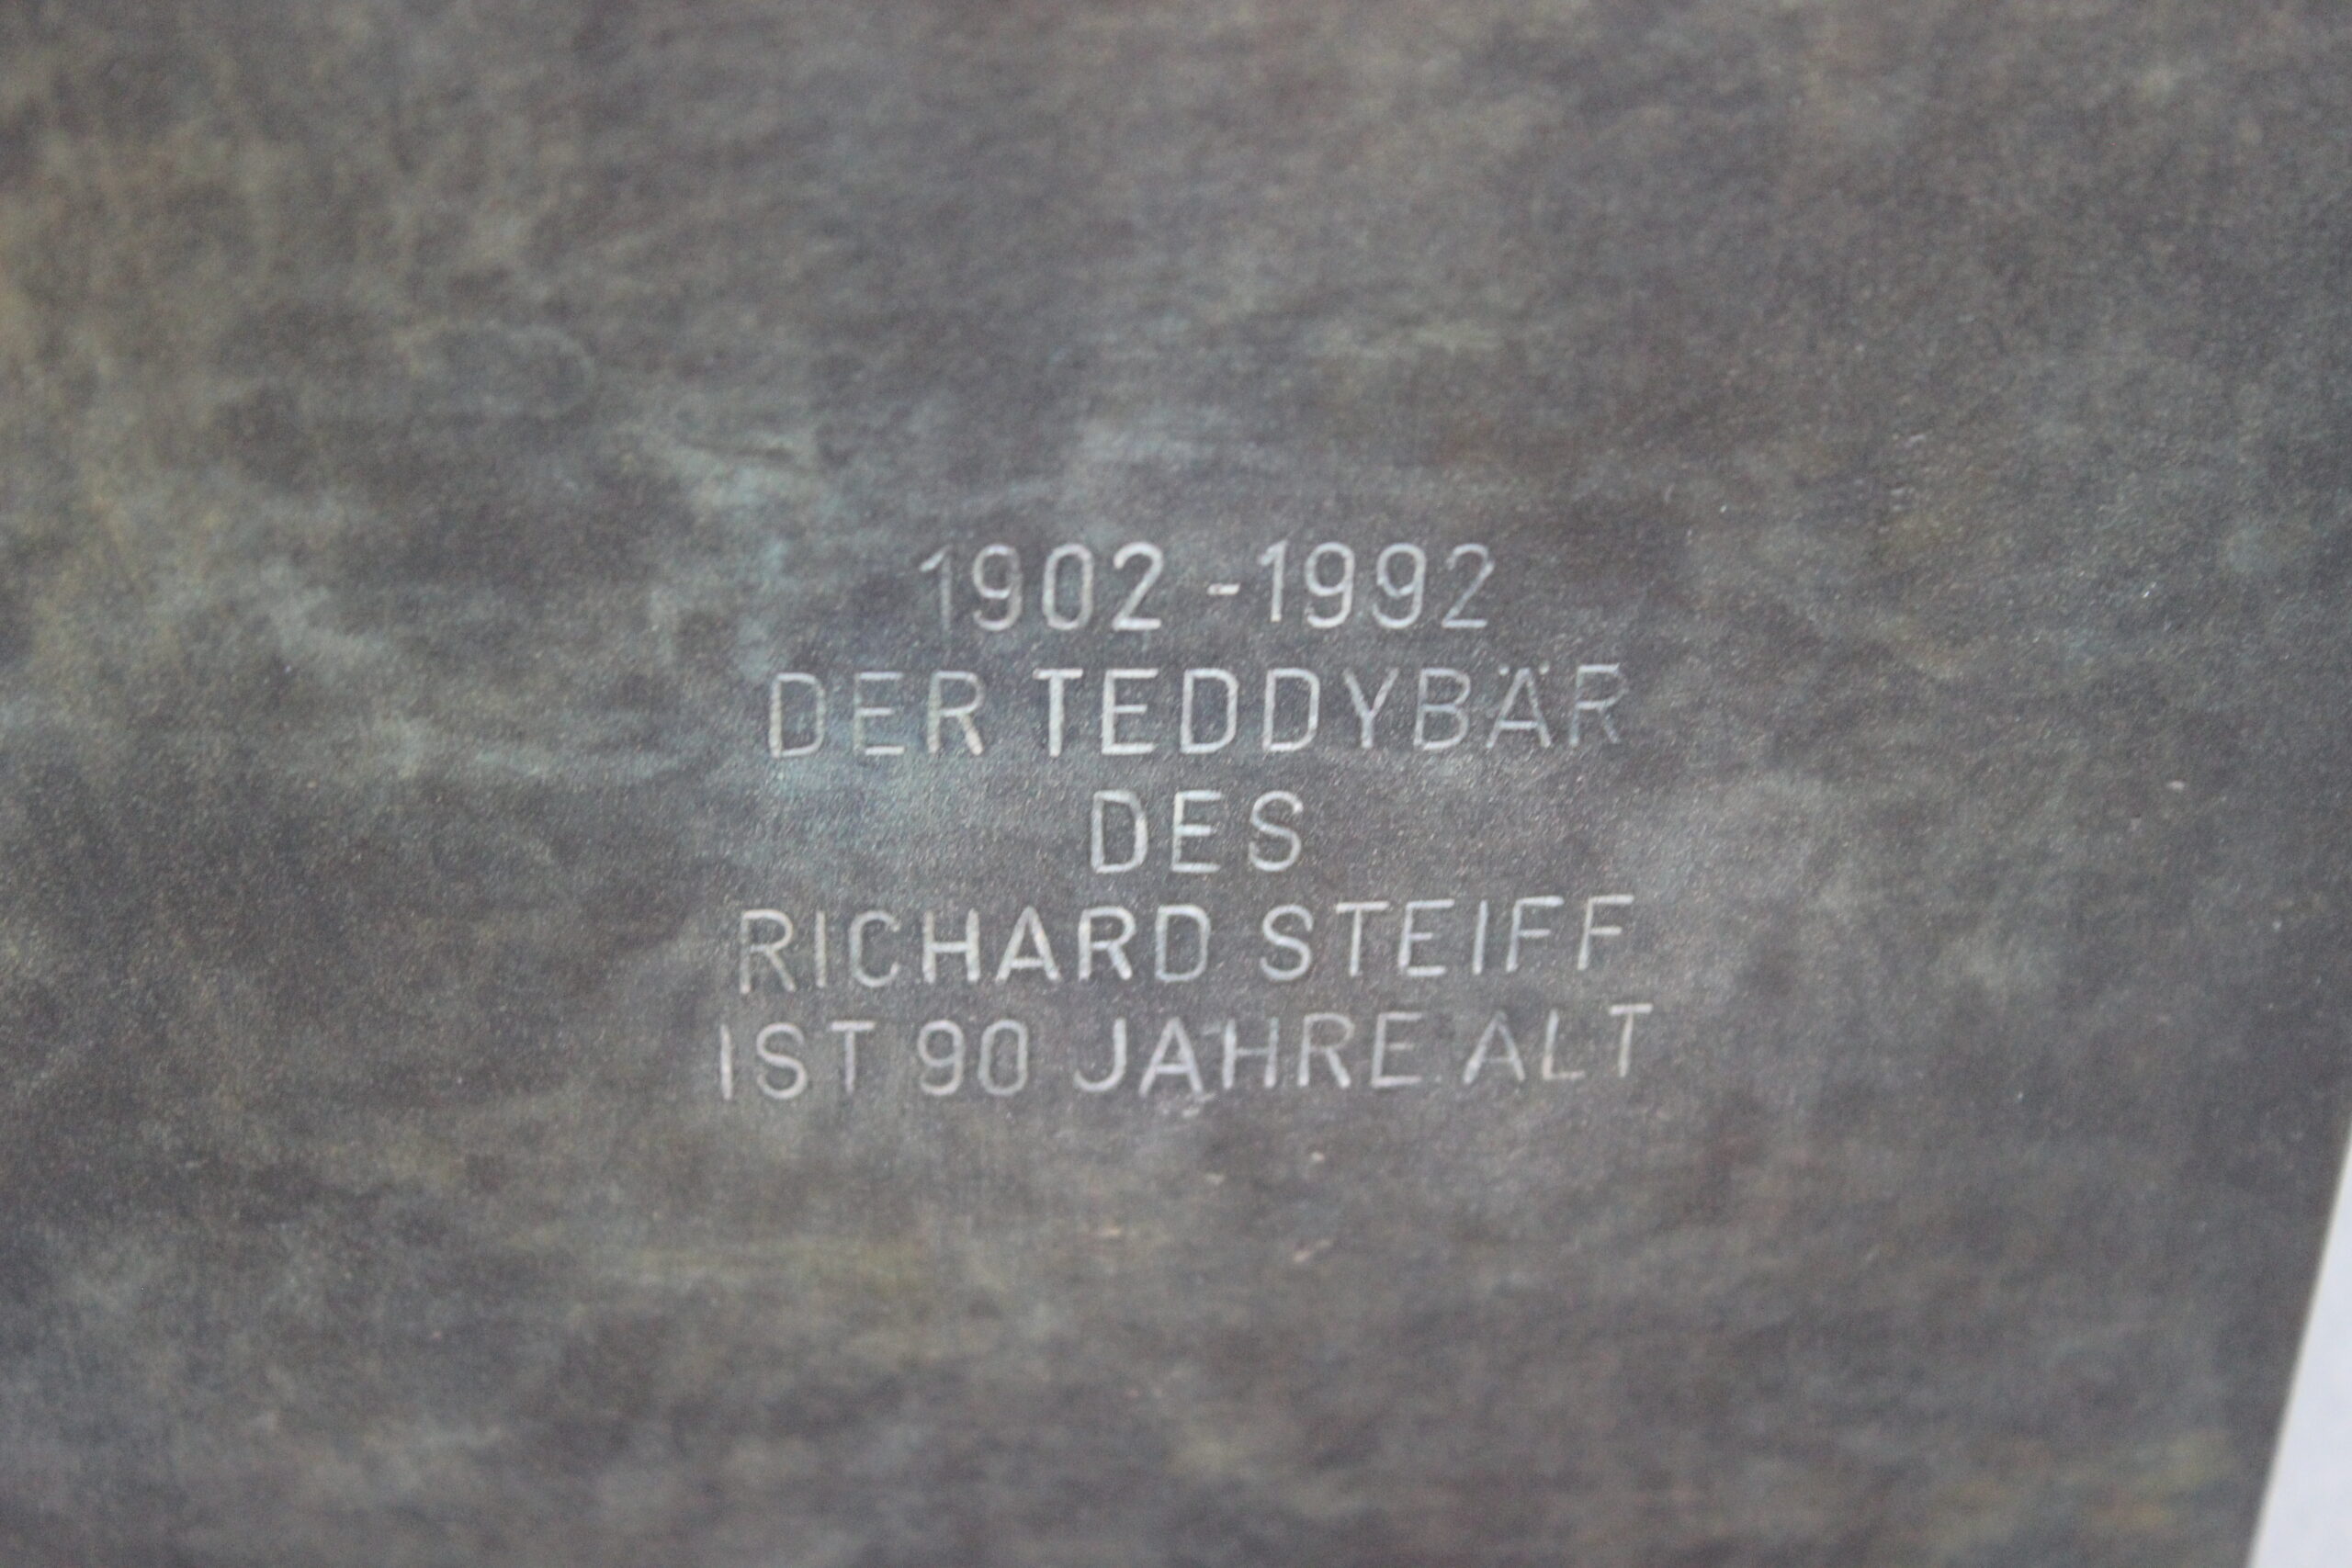 1902 -1992
DER TEDDYBÄR
DES
RICHARD STEIFF
IST 90 JAHRE ALT